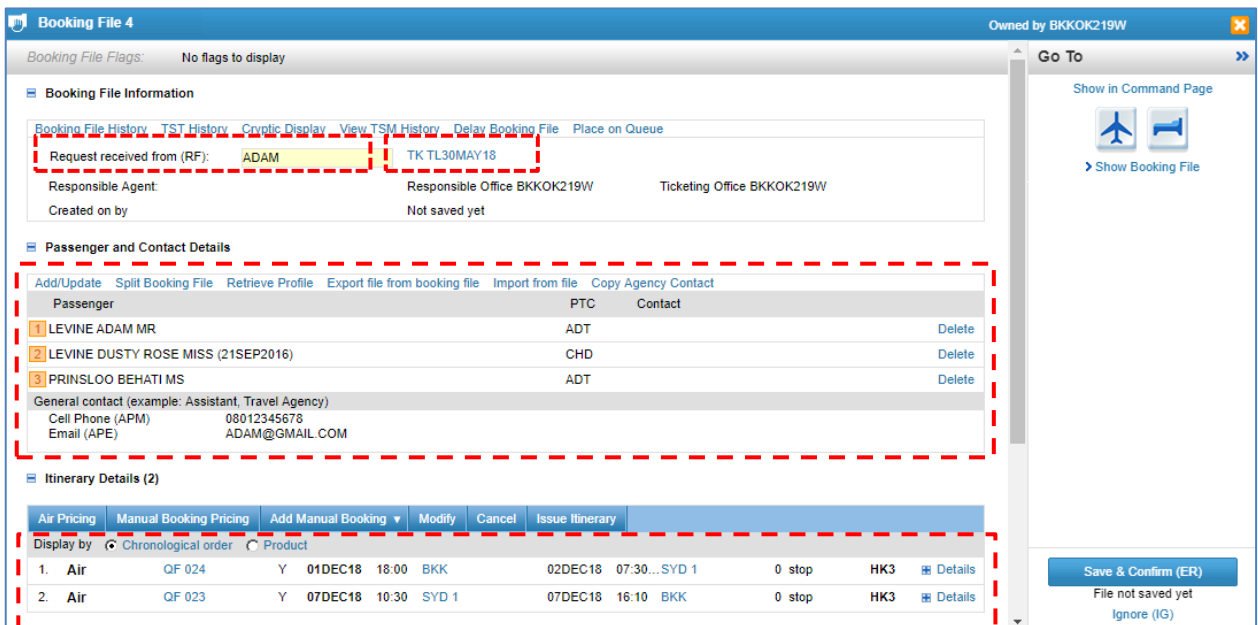 Booking File 4
Owned by BKKOK219W
Booking File Flags: No flags to display
Booking File Information
Booking File History TST History Cryptic Display View TSM History Delay Booking File Place on Queue
Request received from (RF): ADAM TK TL30MAY18
Responsible Agent: Responsible Office BKKOK219W Ticketing Office BKKOK219W
Created on by Not saved yet
Passenger and Contact Details
Add/Update Split Booking File Retrieve Profile Export file from booking file Import from file Copy Agency Contact
Passenger PTC Contact
1 LEVINE ADAM MR ADT Delete
2 LEVINE DUSTY ROSE MISS (21SEP2016) CHD Delete
3 PRINSLOO BEHATI MS ADT Delete
General contact (example: Assistant, Travel Agency)
Cell Phone (APM) 08012345678
Email (APE) ADAM@GMAIL.COM
Itinerary Details (2)
Air Pricing Manual Booking Pricing Add Manual Booking Modify Cancel Issue Itinerary
Display by Chronological order Product
1. Air QF 024 Y 01DEC18 18:00 BKK 02DEC18 07:30...SYD 1 0 stop HK3 Details
2. Air QF 023 Y 07DEC18 10:30 SYD 1 07DEC18 16:10 BKK 0 stop HK3 Details
Go To
Show in Command Page
Show Booking File
Save & Confirm (ER)
File not saved yet
Ignore (IG)